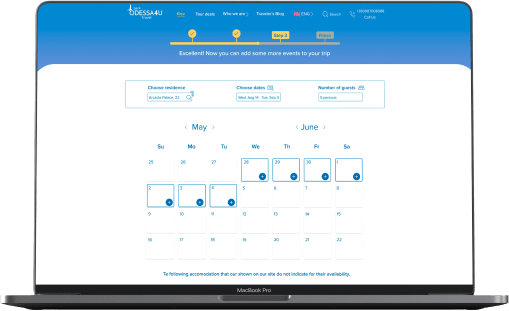 ODESSA4U
Travel
Tour deals
Who we are
Traveler's Blog
ENG
Search
Call us
Step 3
Finish
Excellent! Now you can add some more events to your trip
Choose residence
Choose dates
Number of guests
Arcadia Palace, 22
Wed, Aug 14 - Tue, Sep 3
5 persons
< May >
< June >
Su Mo Tu We Th Fr Sa
25 26 27 28 29 30 1
2 3 4 5 6 7 8
9 10 11 12 13 14 15
16 17 18 19 20 21 22
To following accomodation that our shown on our site do not indicate for their availability.
MacBook Pro